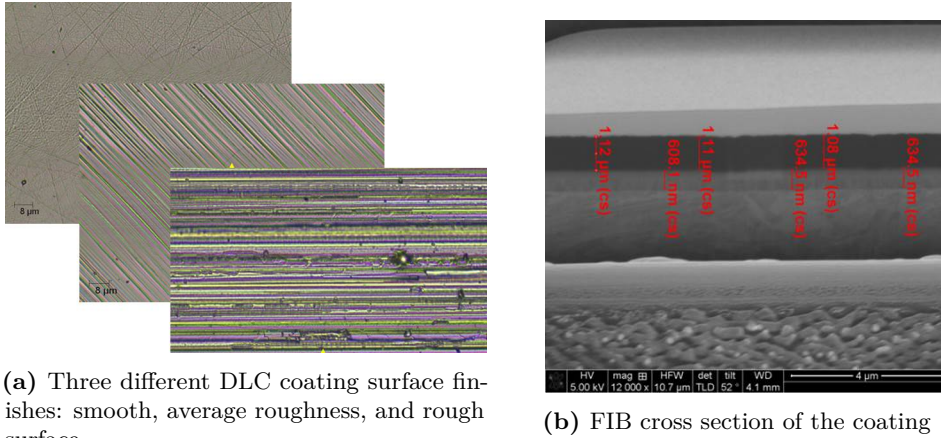 8 µm
8 µm
(a) Three different DLC coating surface fin-
ishes: smooth, average roughness, and rough
surface
1.12 µm (cs)
608.1 nm (cs)
1.11 µm (cs)
634.5 nm (cs)
1.08 µm (cs)
634.5 nm (cs)
HV mag HFW det tilt WD
5.00 kV 12 000 x 10.7 µm TLD 52° 4.1 mm
4 µm
(b) FIB cross section of the coating